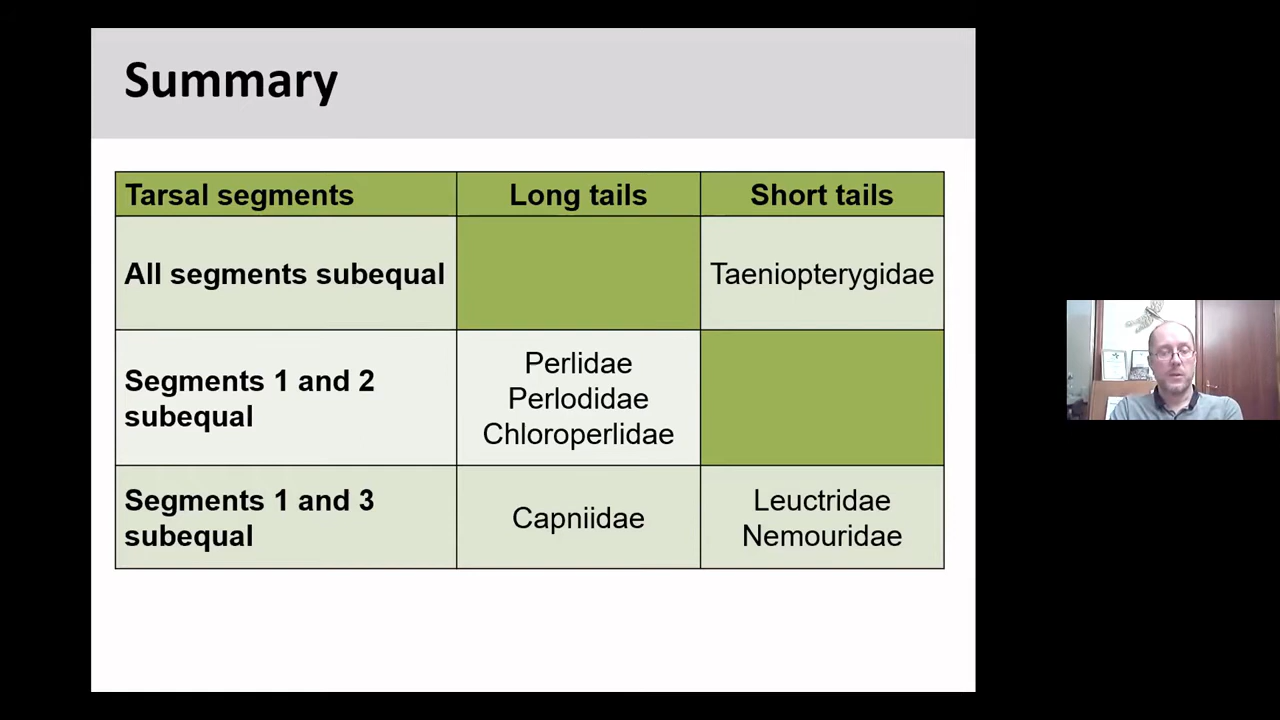 Summary
Tarsal segments Long tails Short tails
All segments subequal Taeniopterygidae
Segments 1 and 2
subequal
Perlidae
Perlodidae
Chloroperlidae
Segments 1 and 3
subequal
Capniidae
Leuctridae
Nemouridae